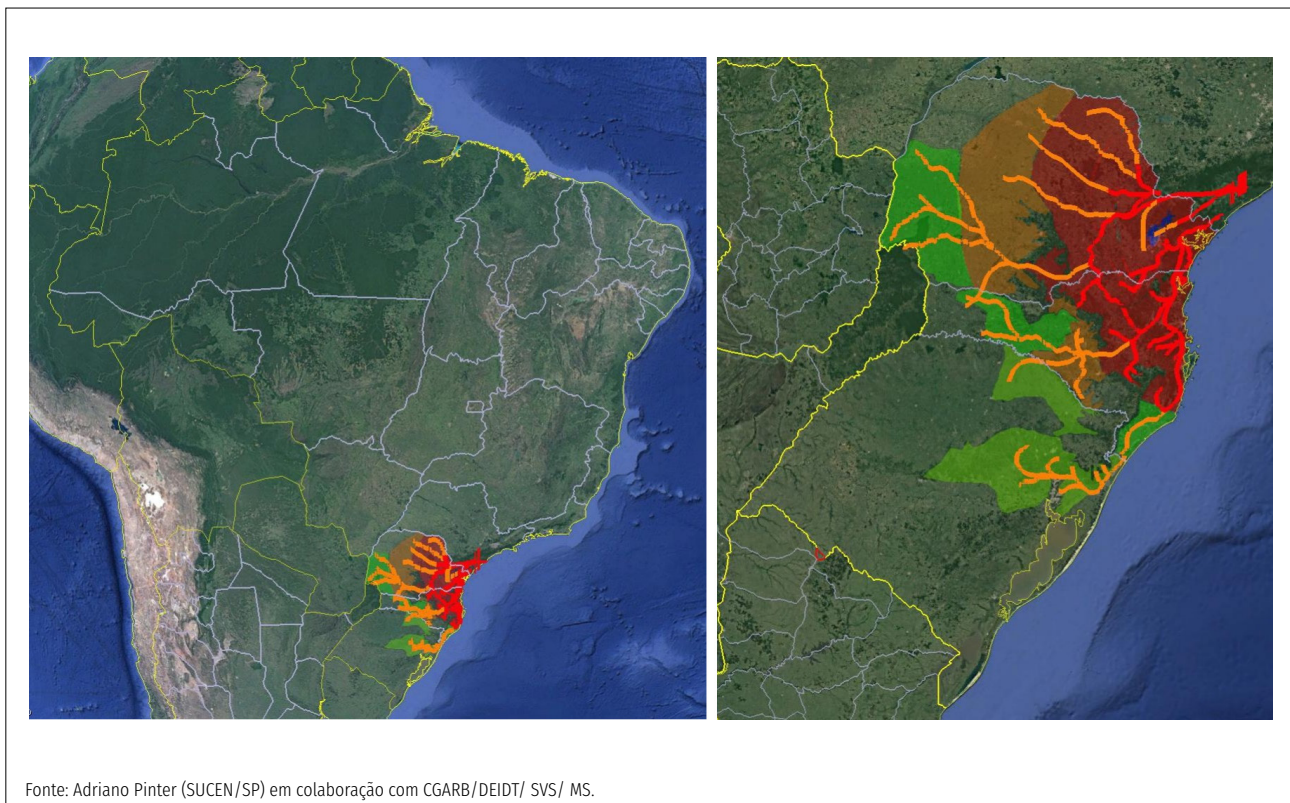 Fonte: Adriano Pinter (SUCEN/SP) em colaboração com CGARB/DEIDT/ SVS/ MS.